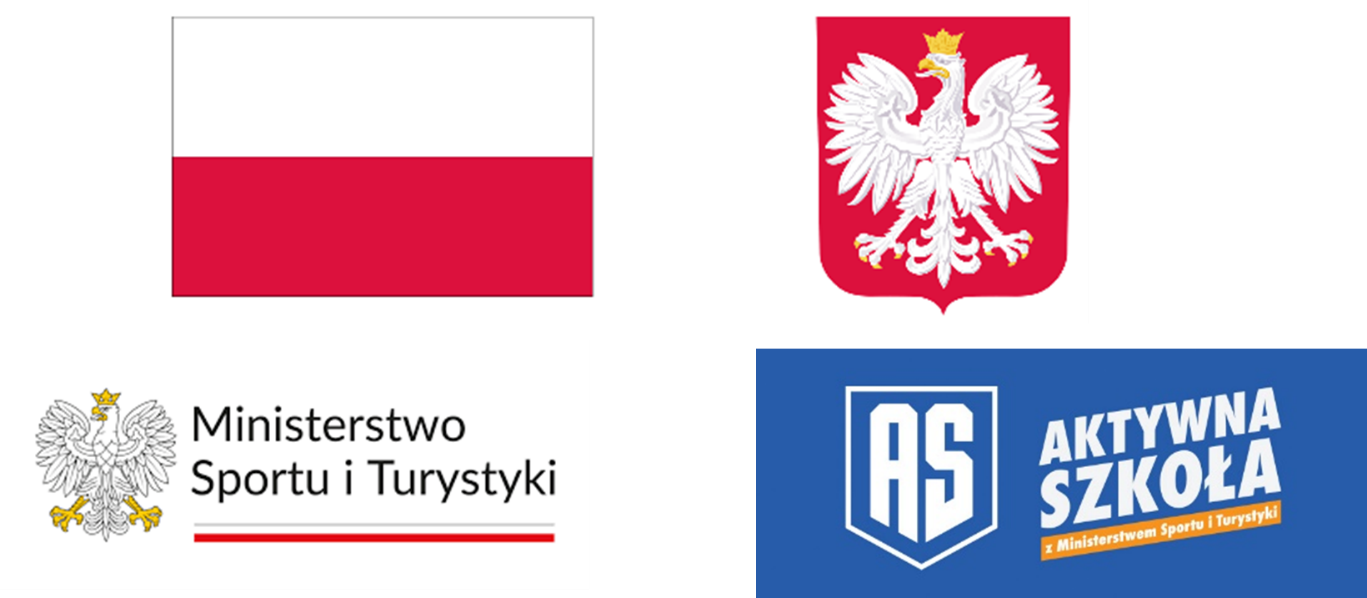 Ministerstwo
Sportu i Turystyki
AS
AKTYWNA
SZKOŁA
z Ministerstwem Sportu i Turystyki